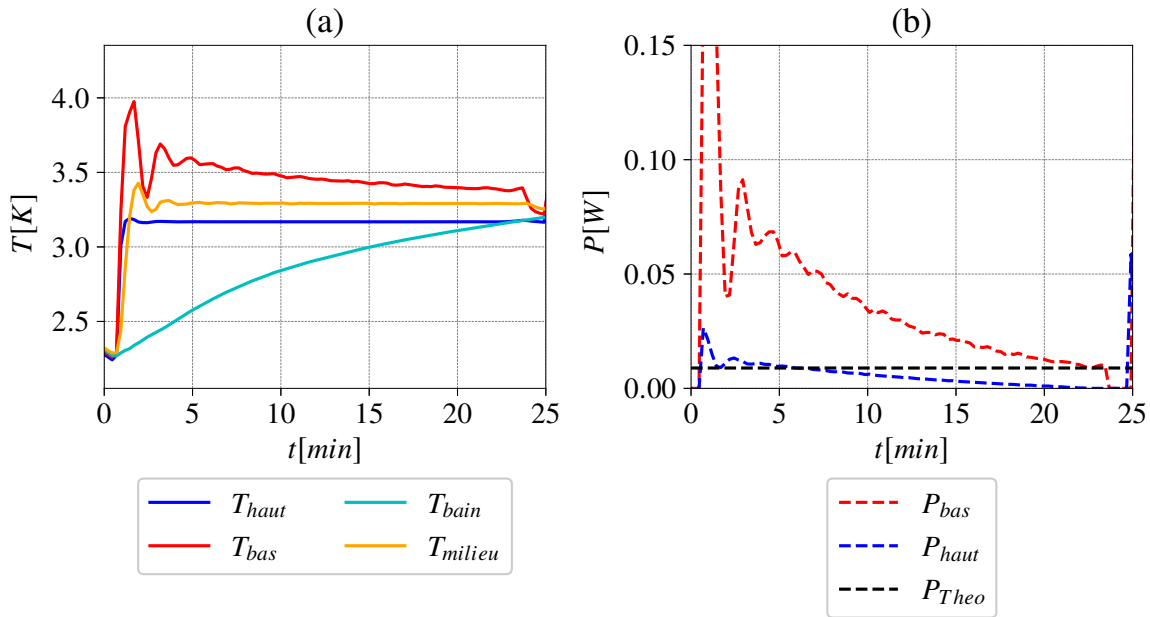 (a)
4.0
3.5
3.0
2.5
T[K]
0 5 10 15 20 25
t[min]
T_haut T_bain
T_bas T_milieu
(b)
0.15
0.10
0.05
0.00
P[W]
0 5 10 15 20 25
t[min]
P_bas
P_haut
P_Theo